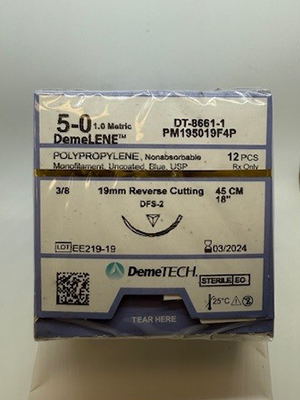 5-0 1.0 Metric
DemeLENE™
DT-8661-1
PM195019F4P
POLYPROPYLENE, Nonabsorbable
Monofilament, Uncoated, Blue, USP
12 PCS
Rx Only
3/8
19mm Reverse Cutting
45 CM
18"
DFS-2
LOT EE219-19
03/2024
DemeTECH
STERILE EO
25°C
TEAR HERE